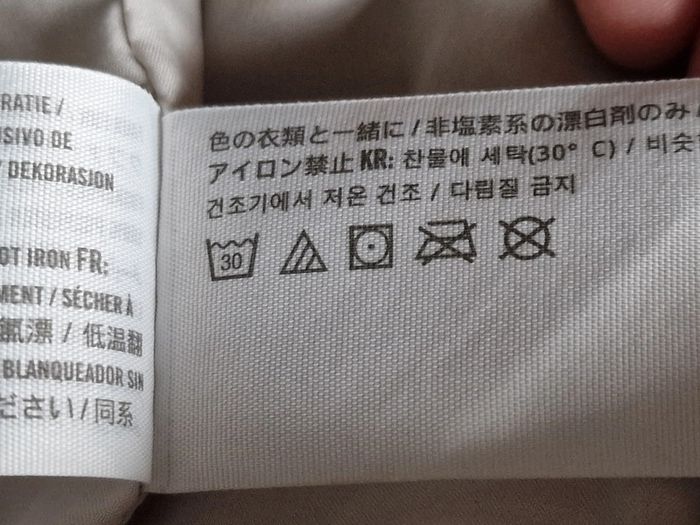 RATIE /
SIVO DE
/ DEKORASJON
OT IRON FR:
MENT / SÉCHER À
氯漂 / 低温翻
BLANQUEADOR SIN
ださい / 同系
色の衣類と一緒に / 非塩素系の漂白剤のみ /
アイロン禁止 KR: 찬물에 세탁(30° C) / 비슷
건조기에서 저온 건조 / 다림질 금지
30